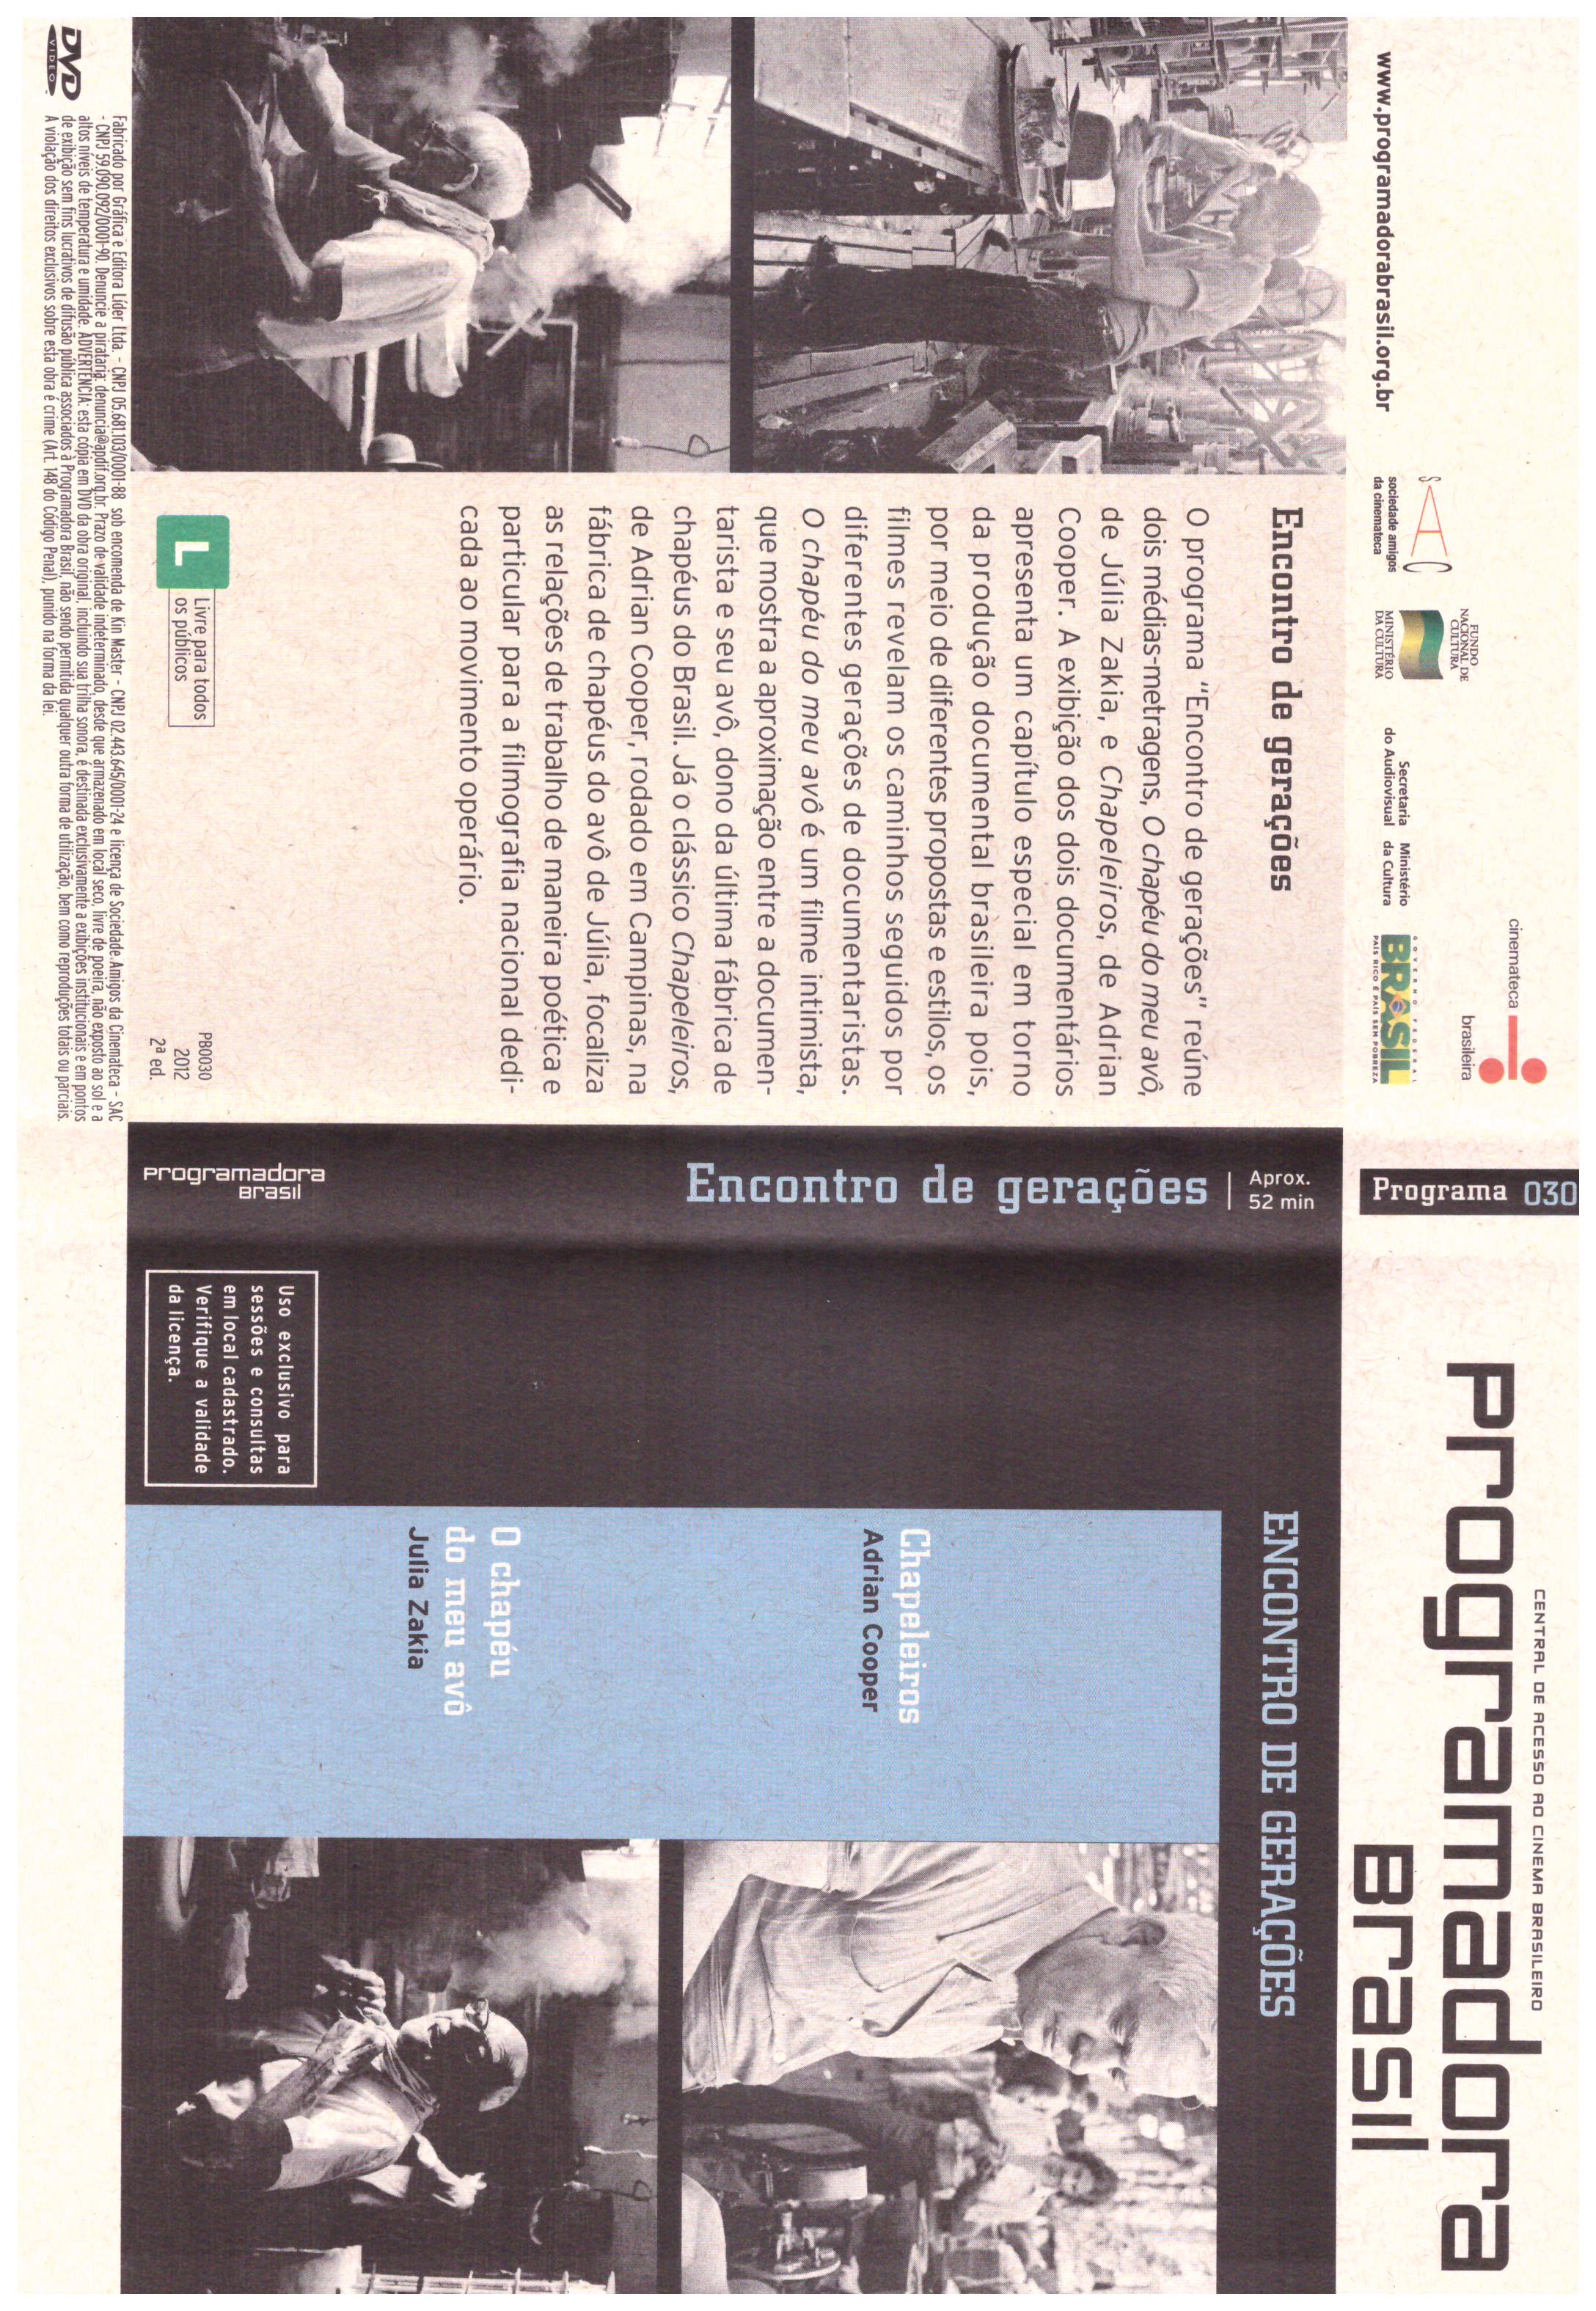 www.programadorabrasil.org.br
SAC
sociedade amigos
da cinemateca
FUNDO
NACIONAL DE
CULTURA
MINISTÉRIO
DA CULTURA
Secretaria
do Audiovisual
Ministério
da Cultura
cinemateca
brasileira
GOVERNO FEDERAL
BRASIL
PAÍS RICO É PAÍS SEM POBREZA
Encontro de gerações
O programa “Encontro de gerações” reúne
dois médias-metragens, O chapéu do meu avô,
de Júlia Zakia, e Chapeleiros, de Adrian
Cooper. A exibição dos dois documentários
apresenta um capítulo especial em torno
da produção documental brasileira pois,
por meio de diferentes propostas e estilos, os
filmes revelam os caminhos seguidos por
diferentes gerações de documentaristas.
O chapéu do meu avô é um filme intimista,
que mostra a aproximação entre a documen-
tarista e seu avô, dono da última fábrica de
chapéus do Brasil. Já o clássico Chapeleiros,
de Adrian Cooper, rodado em Campinas, na
fábrica de chapéus do avô de Júlia, focaliza
as relações de trabalho de maneira poética e
particular para a filmografia nacional dedi-
cada ao movimento operário.
L
Livre para todos
os públicos
PB0030
2012
2ª ed.
DVD
VIDEO
Fabricado por Gráfica e Editora Líder Ltda. - CNPJ 05.681.103/0001-88 sob encomenda de Kin Master - CNPJ 02.443.645/0001-24 e licença de Sociedade Amigos da Cinemateca - SAC
- CNPJ 59.090.092/0001-90. Denuncie a pirataria: denuncia@apdif.org.br. Prazo de validade indeterminado, desde que armazenado em local seco, livre de poeira, não exposto ao sol e a
altos níveis de temperatura e umidade. ADVERTÊNCIA: esta cópia em DVD da obra original, incluindo sua trilha sonora, é destinada exclusivamente a exibições institucionais e em pontos
de exibição sem fins lucrativos de difusão pública associados à Programadora Brasil, não sendo permitida qualquer outra forma de utilização, bem como reproduções totais ou parciais.
A violação dos direitos exclusivos sobre esta obra é crime (Art. 148 do Código Penal), punido na forma da lei.
Programa 030
Aprox.
52 min
Encontro de gerações
programadora
Brasil
CENTRAL DE ACESSO AO CINEMA BRASILEIRO
programadora
Brasil
ENCONTRO DE GERAÇÕES
Chapeleiros
Adrian Cooper
O chapéu
do meu avô
Julia Zakia
Uso exclusivo para
sessões e consultas
em local cadastrado.
Verifique a validade
da licença.